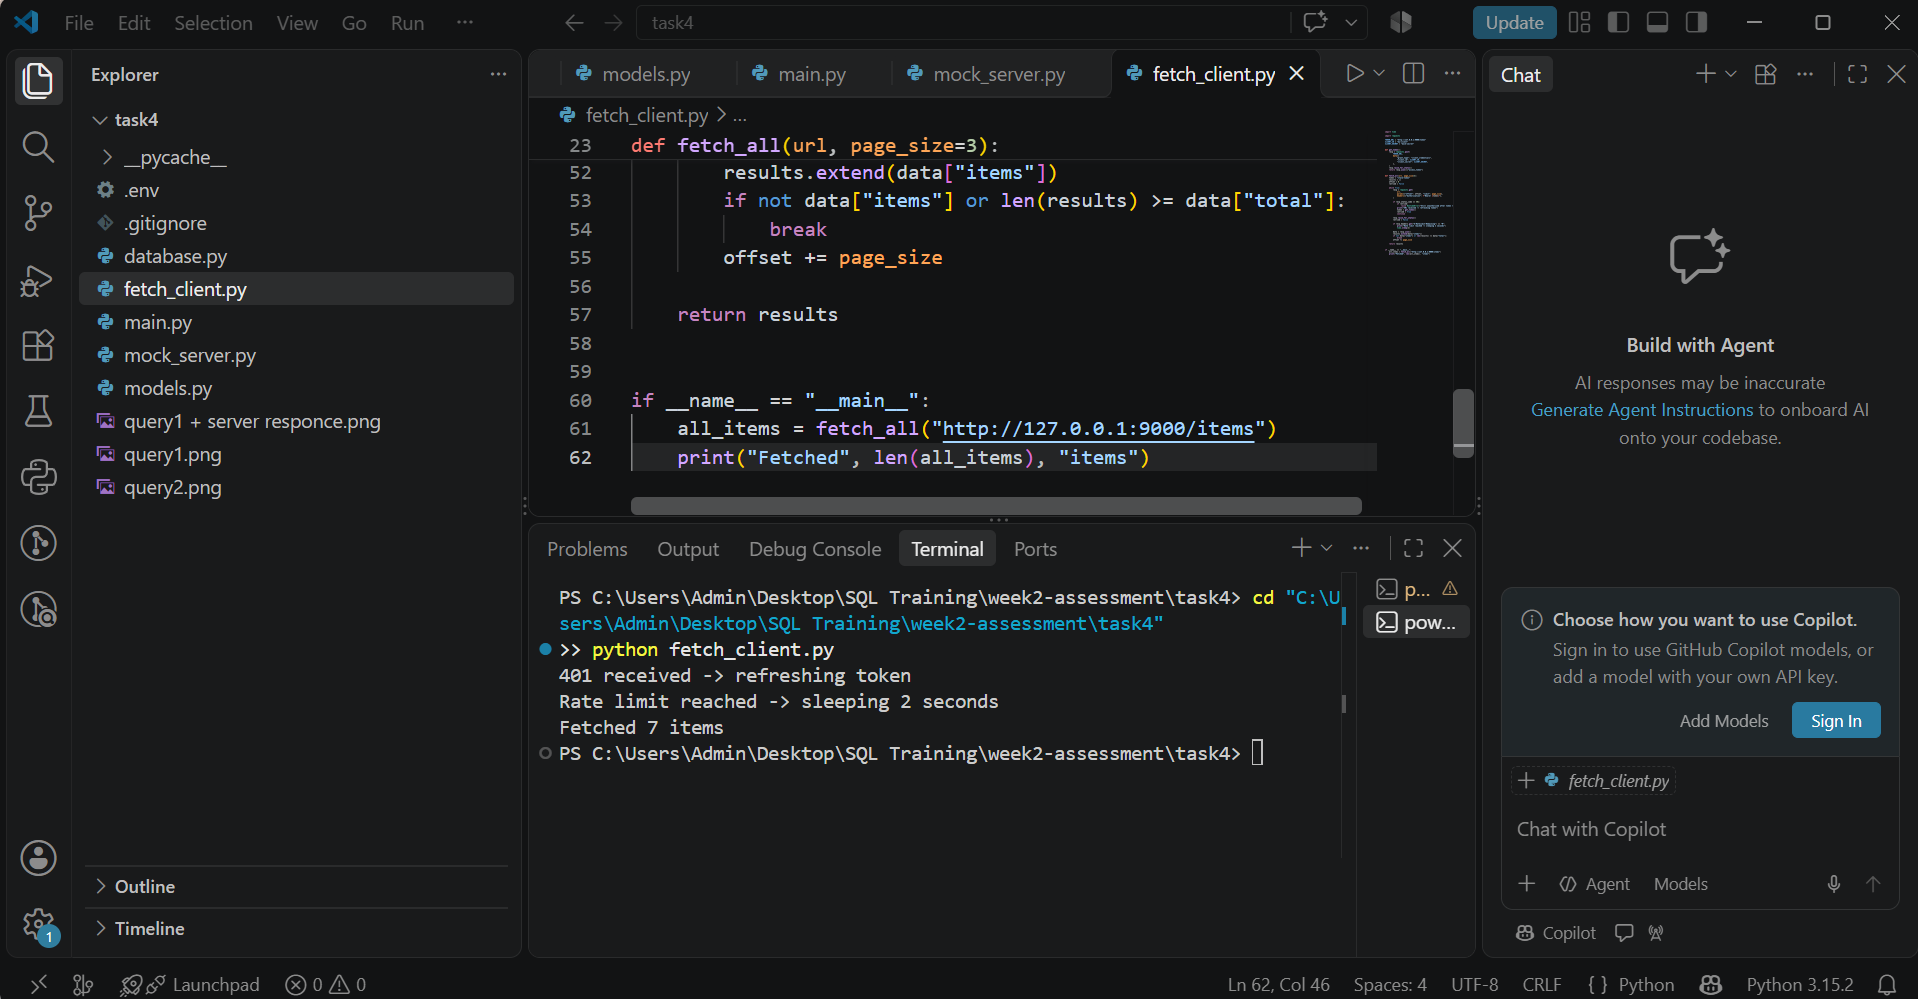 File Edit Selection View Go Run ···
task4
Update
Explorer
task4
__pycache__
.env
.gitignore
database.py
fetch_client.py
main.py
mock_server.py
models.py
query1 + server responce.png
query1.png
query2.png
Outline
Timeline
models.py main.py mock_server.py fetch_client.py
fetch_client.py > ...
23 def fetch_all(url, page_size=3):
52 results.extend(data["items"])
53 if not data["items"] or len(results) >= data["total"]:
54 break
55 offset += page_size
56
57 return results
58
59
60 if __name__ == "__main__":
61 all_items = fetch_all("http://127.0.0.1:9000/items")
62 print("Fetched", len(all_items), "items")
Problems Output Debug Console Terminal Ports
PS C:\Users\Admin\Desktop\SQL Training\week2-assessment\task4> cd "C:\U
sers\Admin\Desktop\SQL Training\week2-assessment\task4"
>> python fetch_client.py
401 received -> refreshing token
Rate limit reached -> sleeping 2 seconds
Fetched 7 items
PS C:\Users\Admin\Desktop\SQL Training\week2-assessment\task4>
p...
pow...
Chat
Build with Agent
AI responses may be inaccurate
Generate Agent Instructions to onboard AI
onto your codebase.
Choose how you want to use Copilot.
Sign in to use GitHub Copilot models, or
add a model with your own API key.
Add Models Sign In
fetch_client.py
Chat with Copilot
Agent Models
Copilot
1
Launchpad 0 0
Ln 62, Col 46 Spaces: 4 UTF-8 CRLF { } Python Python 3.15.2